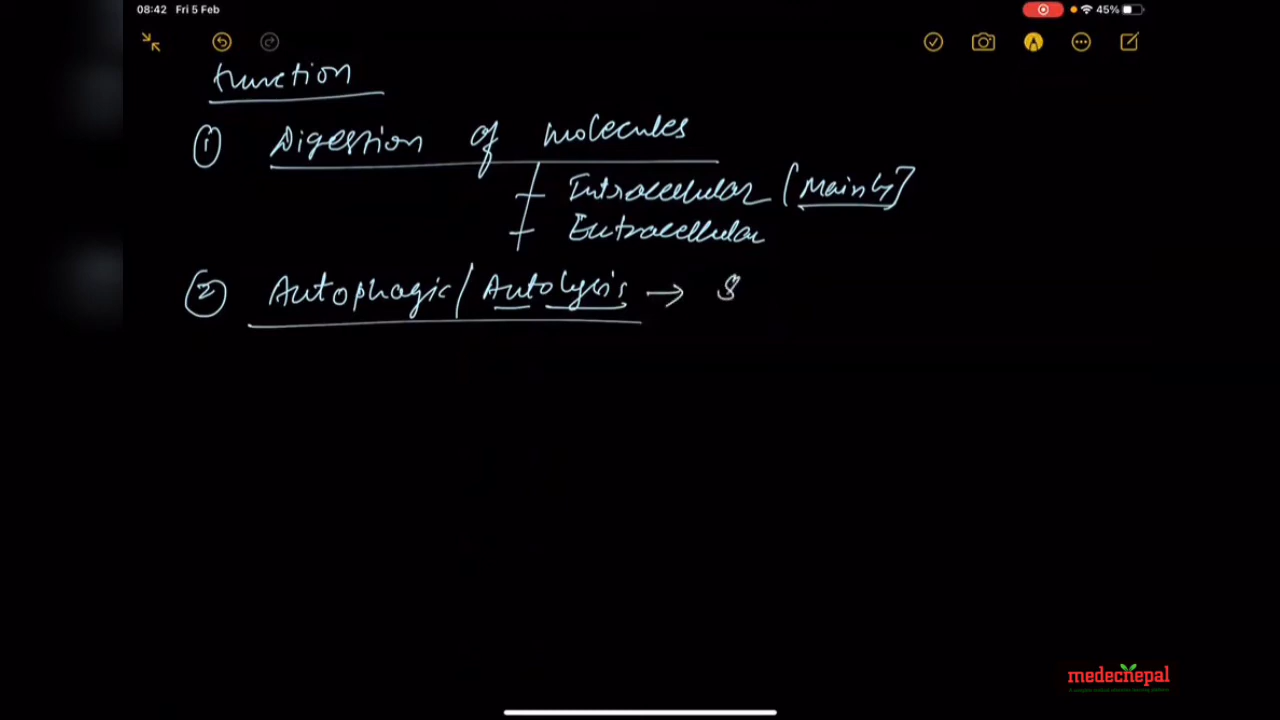 08:42 Fri 5 Feb 45%
Function
① Digestion of molecules
Intracellular [Mainly]
Extracellular
② Autophagic/Autolysis → S
medecnepal